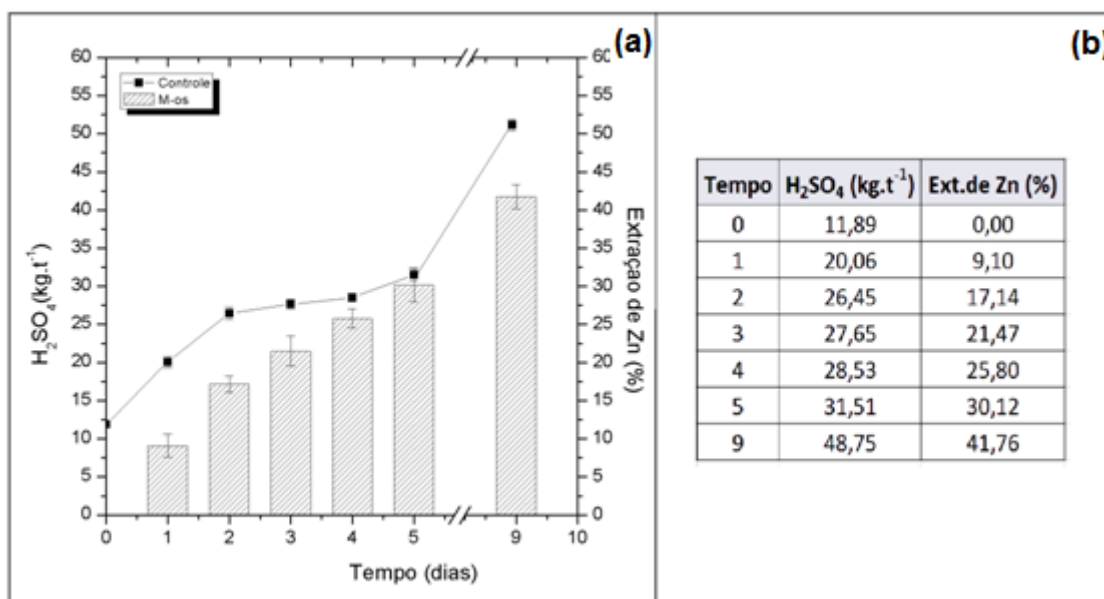 (a)
(b)
Controle
M-os
60 55 50 45 40 35 30 25 20 15 10 5 0
H₂SO₄(kg.t⁻¹)
60 55 50 45 40 35 30 25 20 15 10 5 0
Extraçao de Zn (%)
0 1 2 3 4 5 9 10
Tempo (dias)
Tempo H₂SO₄ (kg.t⁻¹) Ext.de Zn (%)
0 11,89 0,00
1 20,06 9,10
2 26,45 17,14
3 27,65 21,47
4 28,53 25,80
5 31,51 30,12
9 48,75 41,76